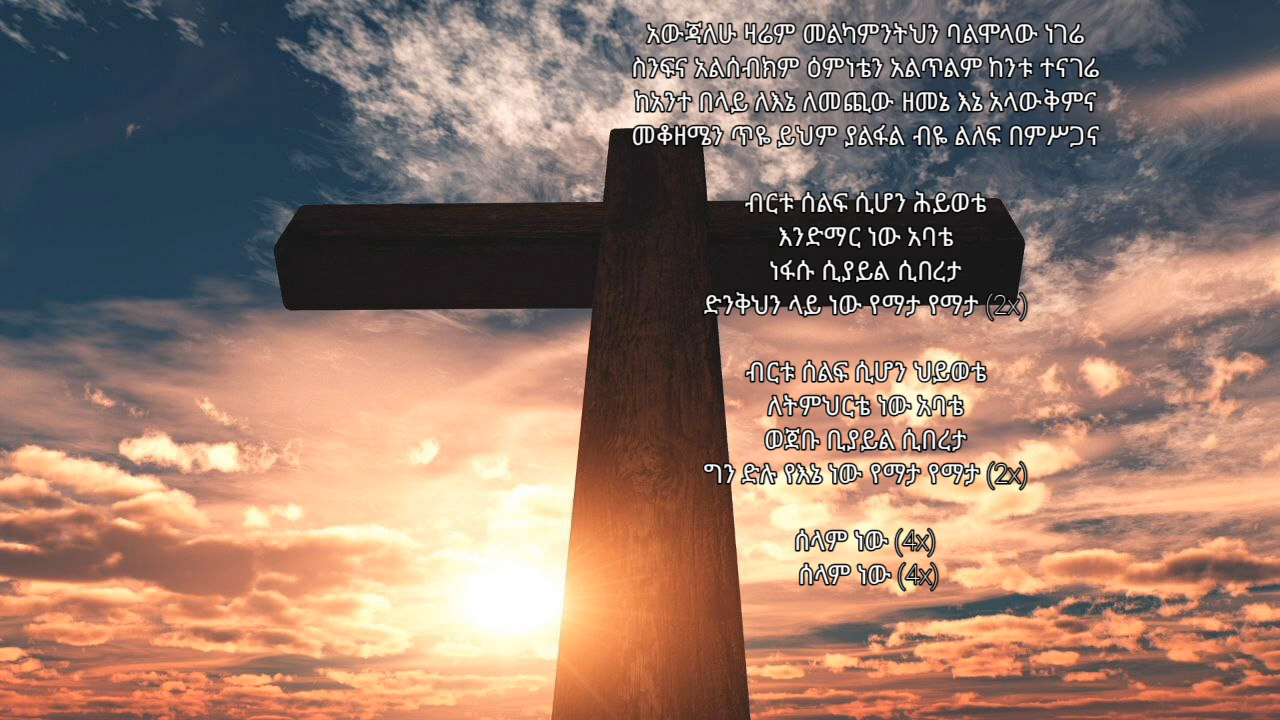 አውጃለሁ ዛሬም መልካምንትህን ባልሞላው ነገሬ
ስንፍና አልሰብክም ዕምነቴን አልጥልም ከንቱ ተናገሬ
ከአንተ በላይ ለእኔ ለመጪው ዘመኔ እኔ አላውቅምና
መቆዘሜን ጥዬ ይህም ያልፋል ብዬ ልለፍ በምሥጋና
ብርቱ ሰልፍ ሲሆን ሕይወቴ
እንድማር ነው አባቴ
ነፋሱ ሲያይል ሲበረታ
ድንቅህን ላይ ነው የማታ የማታ (2x)
ብርቱ ሰልፍ ሲሆን ህይወቴ
ለትምህርቴ ነው አባቴ
ወጀቡ ቢያይል ሲበረታ
ግን ድሉ የእኔ ነው የማታ የማታ (2x)
ሰላም ነው (4x)
ሰላም ነው (4x)